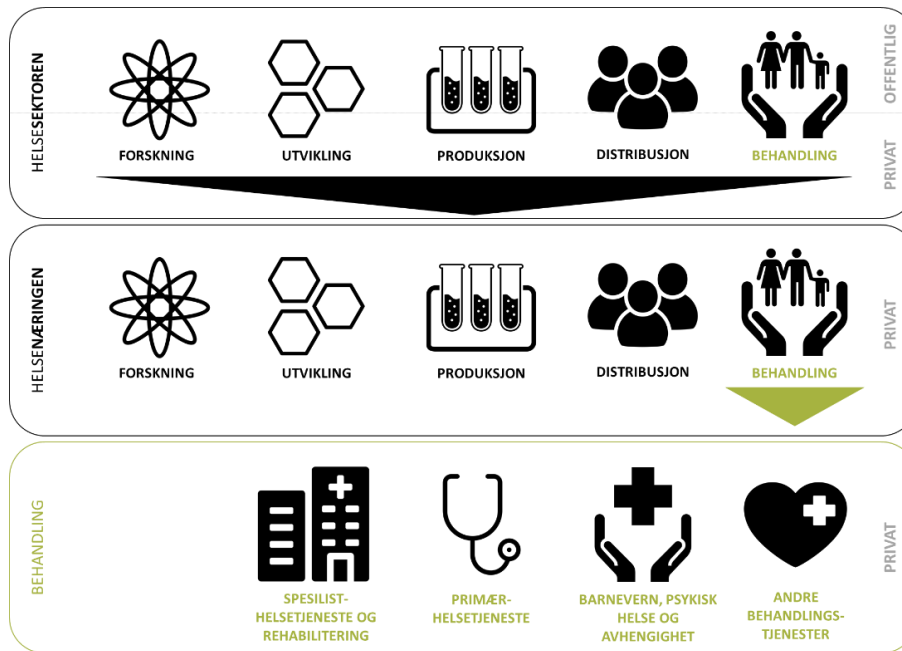 HELSESEKTOREN
OFFENTLIG
PRIVAT
FORSKNING
UTVIKLING
PRODUKSJON
DISTRIBUSJON
BEHANDLING
HELSENÆRINGEN
PRIVAT
FORSKNING
UTVIKLING
PRODUKSJON
DISTRIBUSJON
BEHANDLING
BEHANDLING
PRIVAT
SPESILIST-
HELSETJENESTE OG
REHABILITERING
PRIMÆR-
HELSETJENESTE
BARNEVERN, PSYKISK
HELSE OG
AVHENGIGHET
ANDRE
BEHANDLINGS-
TJENESTER